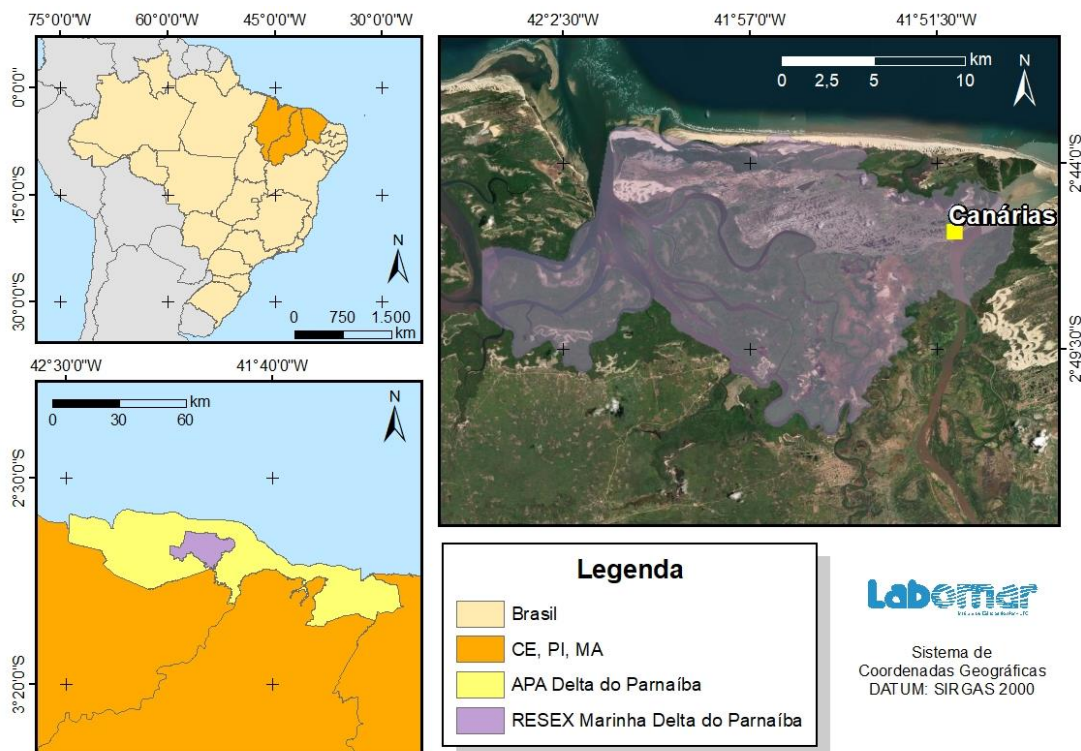 75°0'0"W 60°0'0"W 45°0'0"W 30°0'0"W
0°0'0"
15°0'0"S
30°0'0"S
N
0 750 1.500
km
42°2'30"W 41°57'0"W 41°51'30"W
km
0 2,5 5 10
N
2°44'0"S
Canárias
2°49'30"S
42°30'0"W 41°40'0"W
km
0 30 60
N
2°30'0"S
3°20'0"S
Legenda
Brasil
CE, PI, MA
APA Delta do Parnaíba
RESEX Marinha Delta do Parnaíba
Labomar
Sistema de
Coordenadas Geográficas
DATUM: SIRGAS 2000